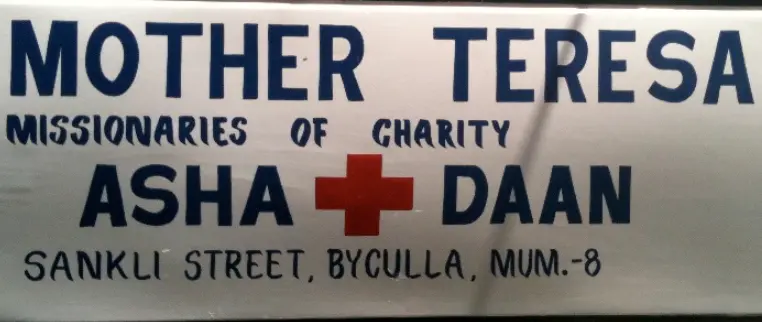 MOTHER TERESA
MISSIONARIES OF CHARITY
ASHA DAAN
SANKLI STREET, BYCULLA, MUM.-8